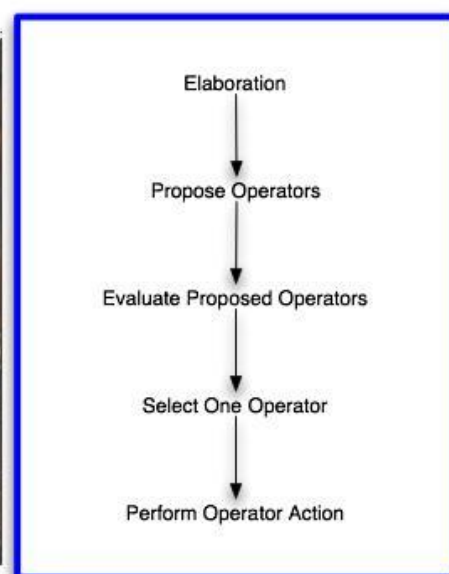 Elaboration
Propose Operators
Evaluate Proposed Operators
Select One Operator
Perform Operator Action